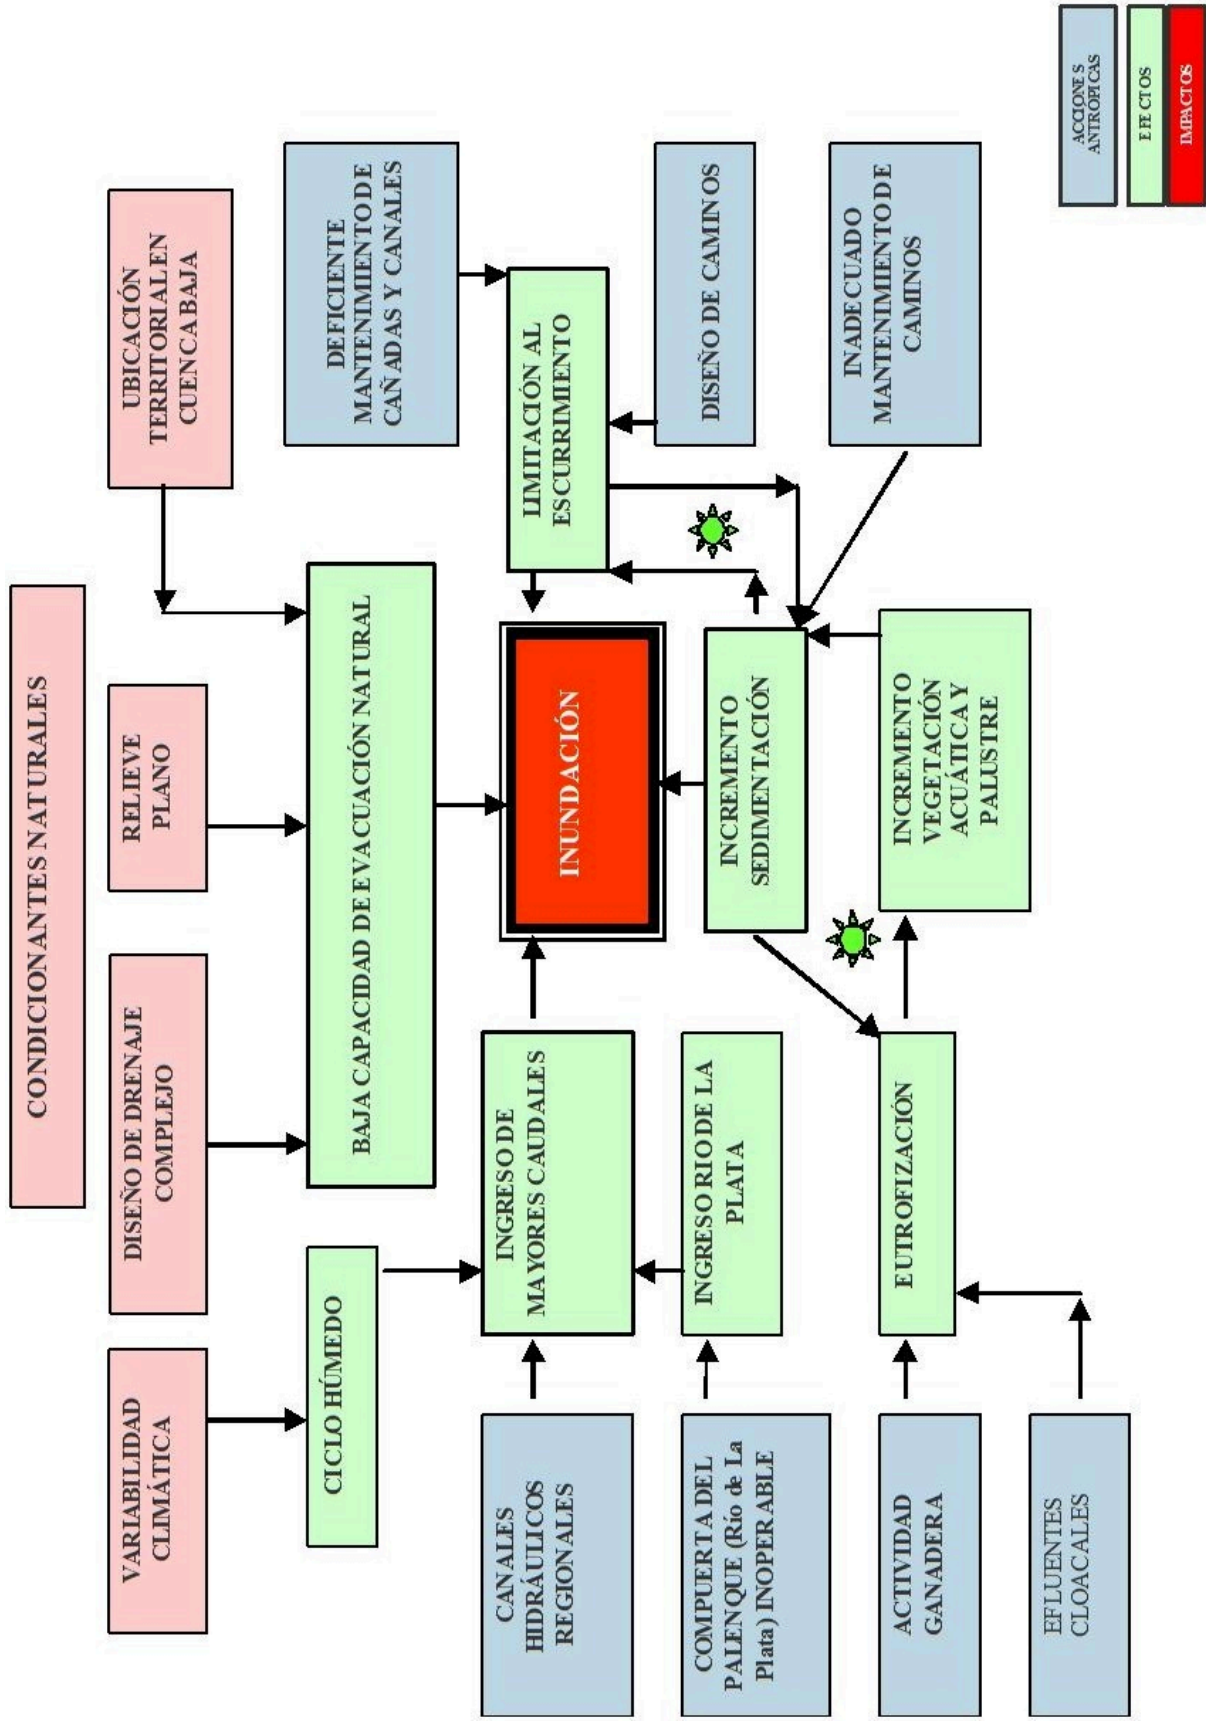 CONDICIONANTES NATURALES
VARIABILIDAD
CLIMÁTICA
DISEÑO DE DRENAJE
COMPLEJO
RELIEVE
PLANO
UBICACIÓN
TERRITORIAL EN
CUENCA BAJA
CICLO HÚMEDO
BAJA CAPACIDAD DE EVACUACIÓN NATURAL
DEFICIENTE
MANTENIMIENTO DE
CAÑADAS Y CANALES
CANALES
HIDRÁULICOS
REGIONALES
INGRESO DE
MAYORES CAUDALES
INUNDACIÓN
LIMITACIÓN AL
ESCURRIMIENTO
COMPUERTA DEL
PALENQUE (Río de La
Plata) INOPERABLE
INGRESO RIO DE LA
PLATA
INCREMENTO
SEDIMENTACIÓN
DISEÑO DE CAMINOS
ACTIVIDAD
GANADERA
EUTROFIZACIÓN
INCREMENTO
VEGETACIÓN
ACUÁTICA Y
PALUSTRE
INADECUADO
MANTENIMIENTO DE
CAMINOS
EFLUENTES
CLOACALES
ACCIONES
ANTROPICAS
EFECTOS
IMPACTOS